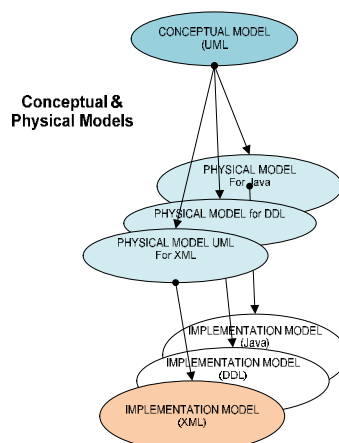 CONCEPTUAL MODEL
(UML
Conceptual &
Physical Models
PHYSICAL MODEL
For Java
PHYSICAL MODEL for DDL
PHYSICAL MODEL UML
For XML
IMPLEMENTATION MODEL
(Java)
IMPLEMENTATION MODEL
(DDL)
IMPLEMENTATION MODEL
(XML)